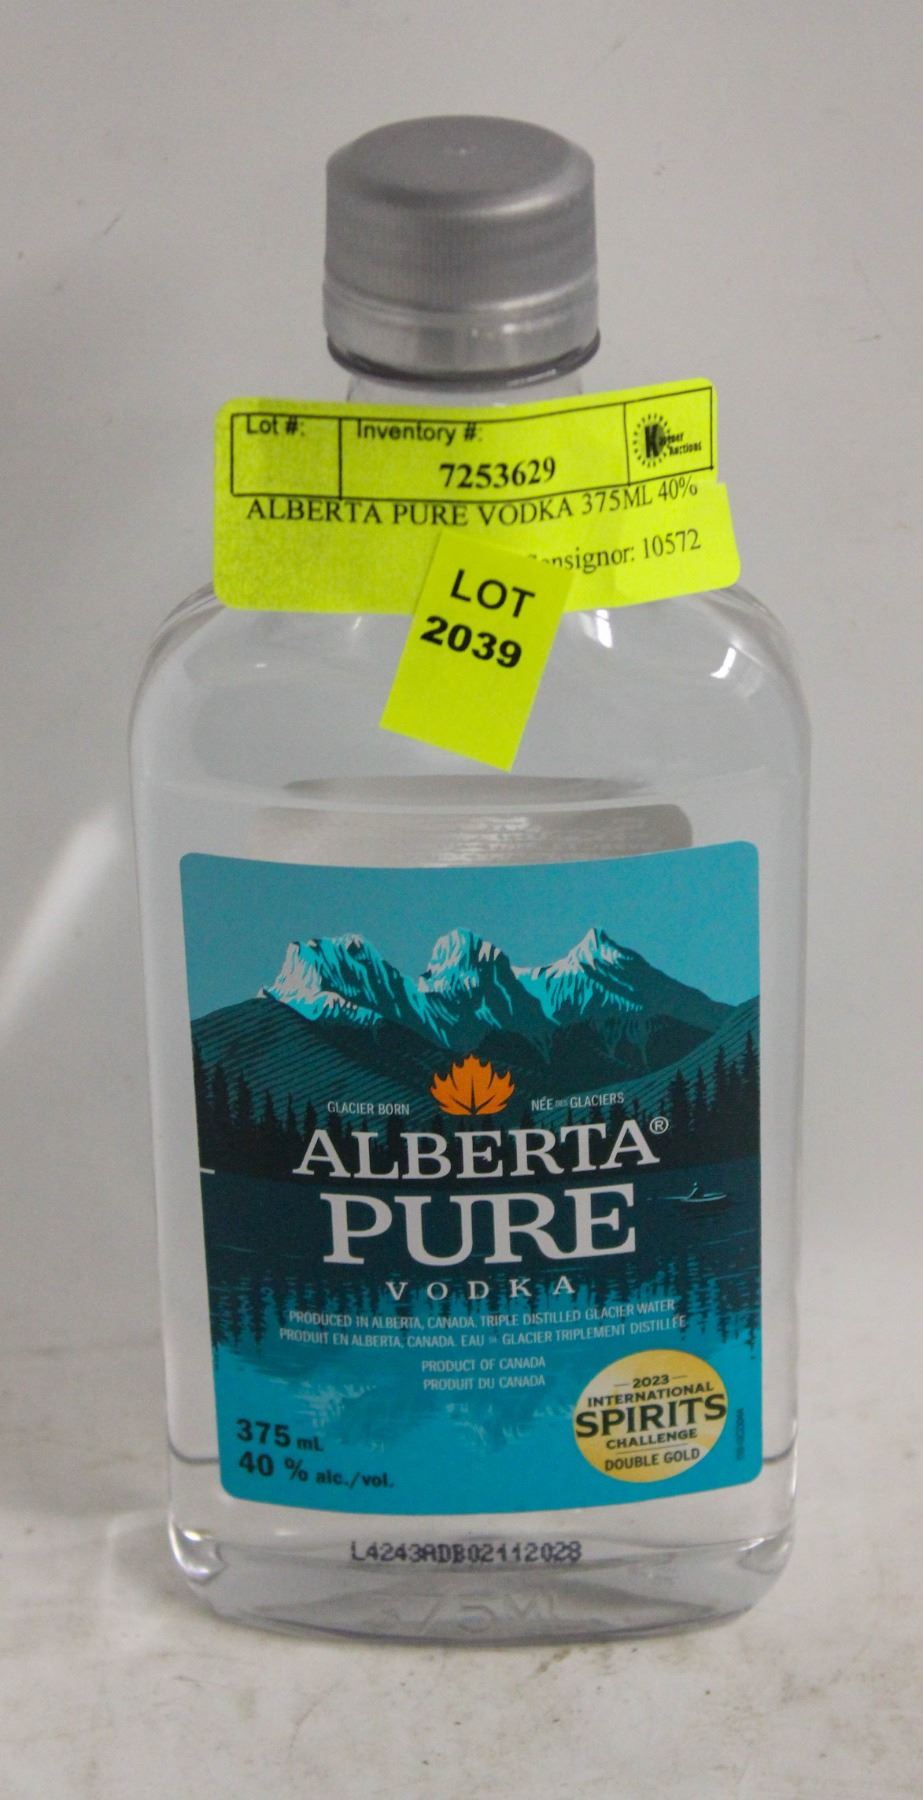 Lot #:
Inventory #:
7253629
ALBERTA PURE VODKA 375ML 40%
Consignor: 10572
LOT
2039
GLACIER BORN
NÉE DES GLACIERS
ALBERTA®
PURE
VODKA
PRODUCED IN ALBERTA, CANADA. TRIPLE DISTILLED GLACIER WATER
PRODUIT EN ALBERTA, CANADA. EAU DE GLACIER TRIPLEMENT DISTILLÉE
PRODUCT OF CANADA
PRODUIT DU CANADA
375 mL
40 % alc./vol.
2023
INTERNATIONAL
SPIRITS
CHALLENGE
DOUBLE GOLD
L4243ADB02112028
375ML